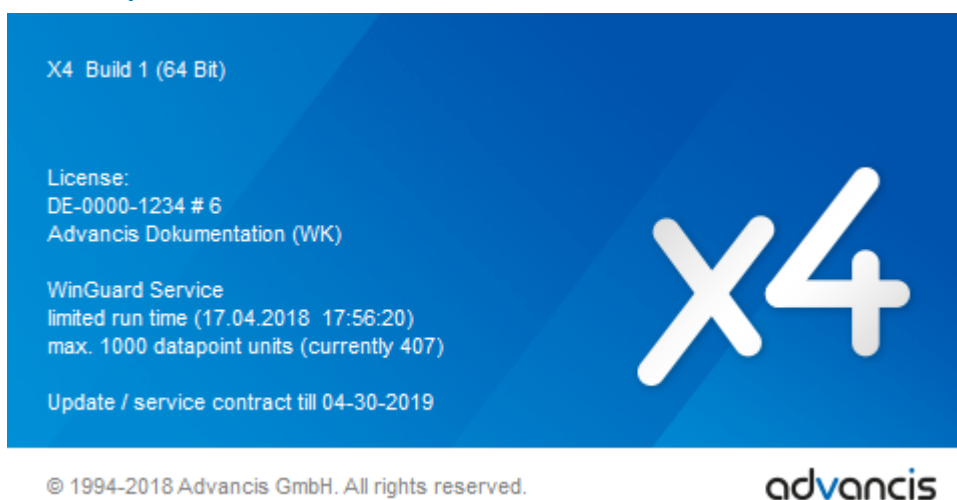 X4 Build 1 (64 Bit)
License:
DE-0000-1234 # 6
Advancis Dokumentation (WK)
WinGuard Service
limited run time (17.04.2018 17:56:20)
max. 1000 datapoint units (currently 407)
Update / service contract till 04-30-2019
x4
© 1994-2018 Advancis GmbH. All rights reserved.
advancis